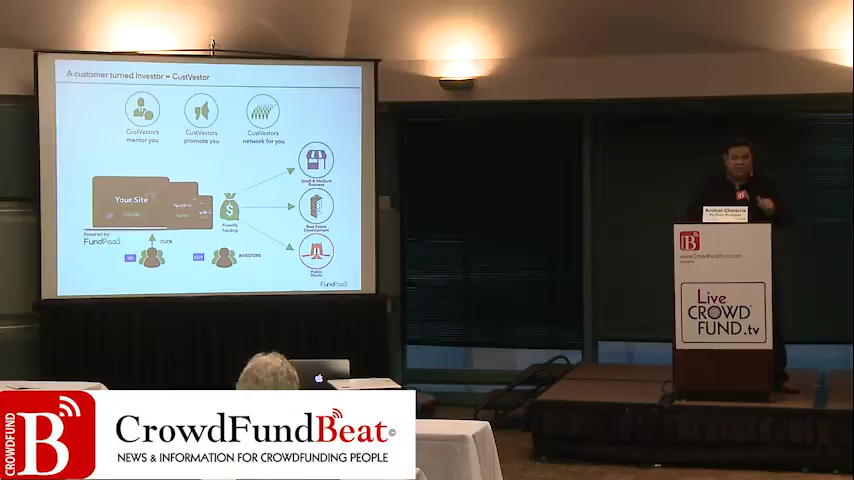 A customer turned Investor = CustVestor
CustVestors
mentor you
CustVestors
promote you
CustVestors
network for you
Your Site
Powered by:
FundPaaS
CLICK
INVESTORS
Friendly
Funding
Small & Medium
Business
Real Estate
Development
Public
Works
FundPaaS
B
www.CrowdFundBeat.com
Live
CROWD
FUND.tv
CROWDFUND
B
CrowdFundBeat©
NEWS & INFORMATION FOR CROWDFUNDING PEOPLE